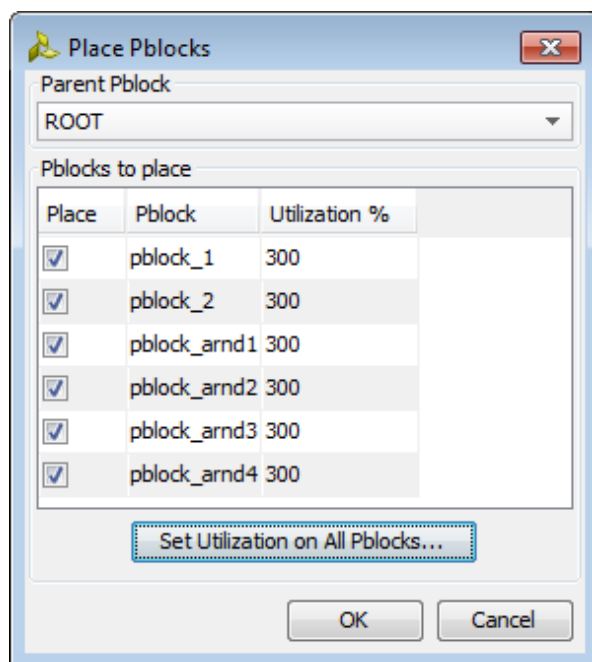 Place Pblocks
Parent Pblock
ROOT
Pblocks to place
Place Pblock Utilization %
pblock_1 300
pblock_2 300
pblock_arnd1 300
pblock_arnd2 300
pblock_arnd3 300
pblock_arnd4 300
Set Utilization on All Pblocks...
OK Cancel